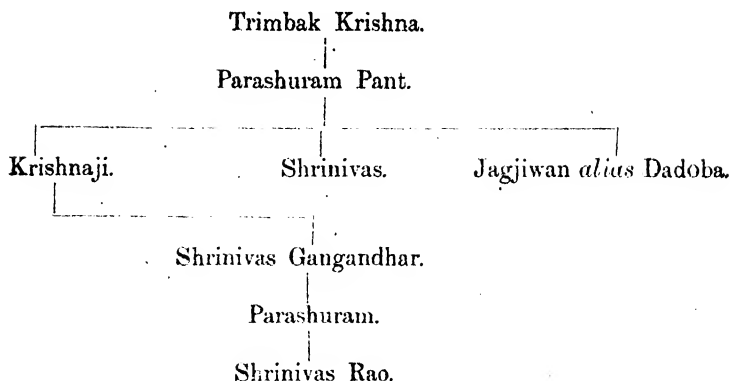 Trimbak Krishna.
Parashuram Pant.
Krishnaji. Shrinivas. Jagjiwan alias Dadoba.
Shrinivas Gangandhar.
Parashuram.
Shrinivas Rao.